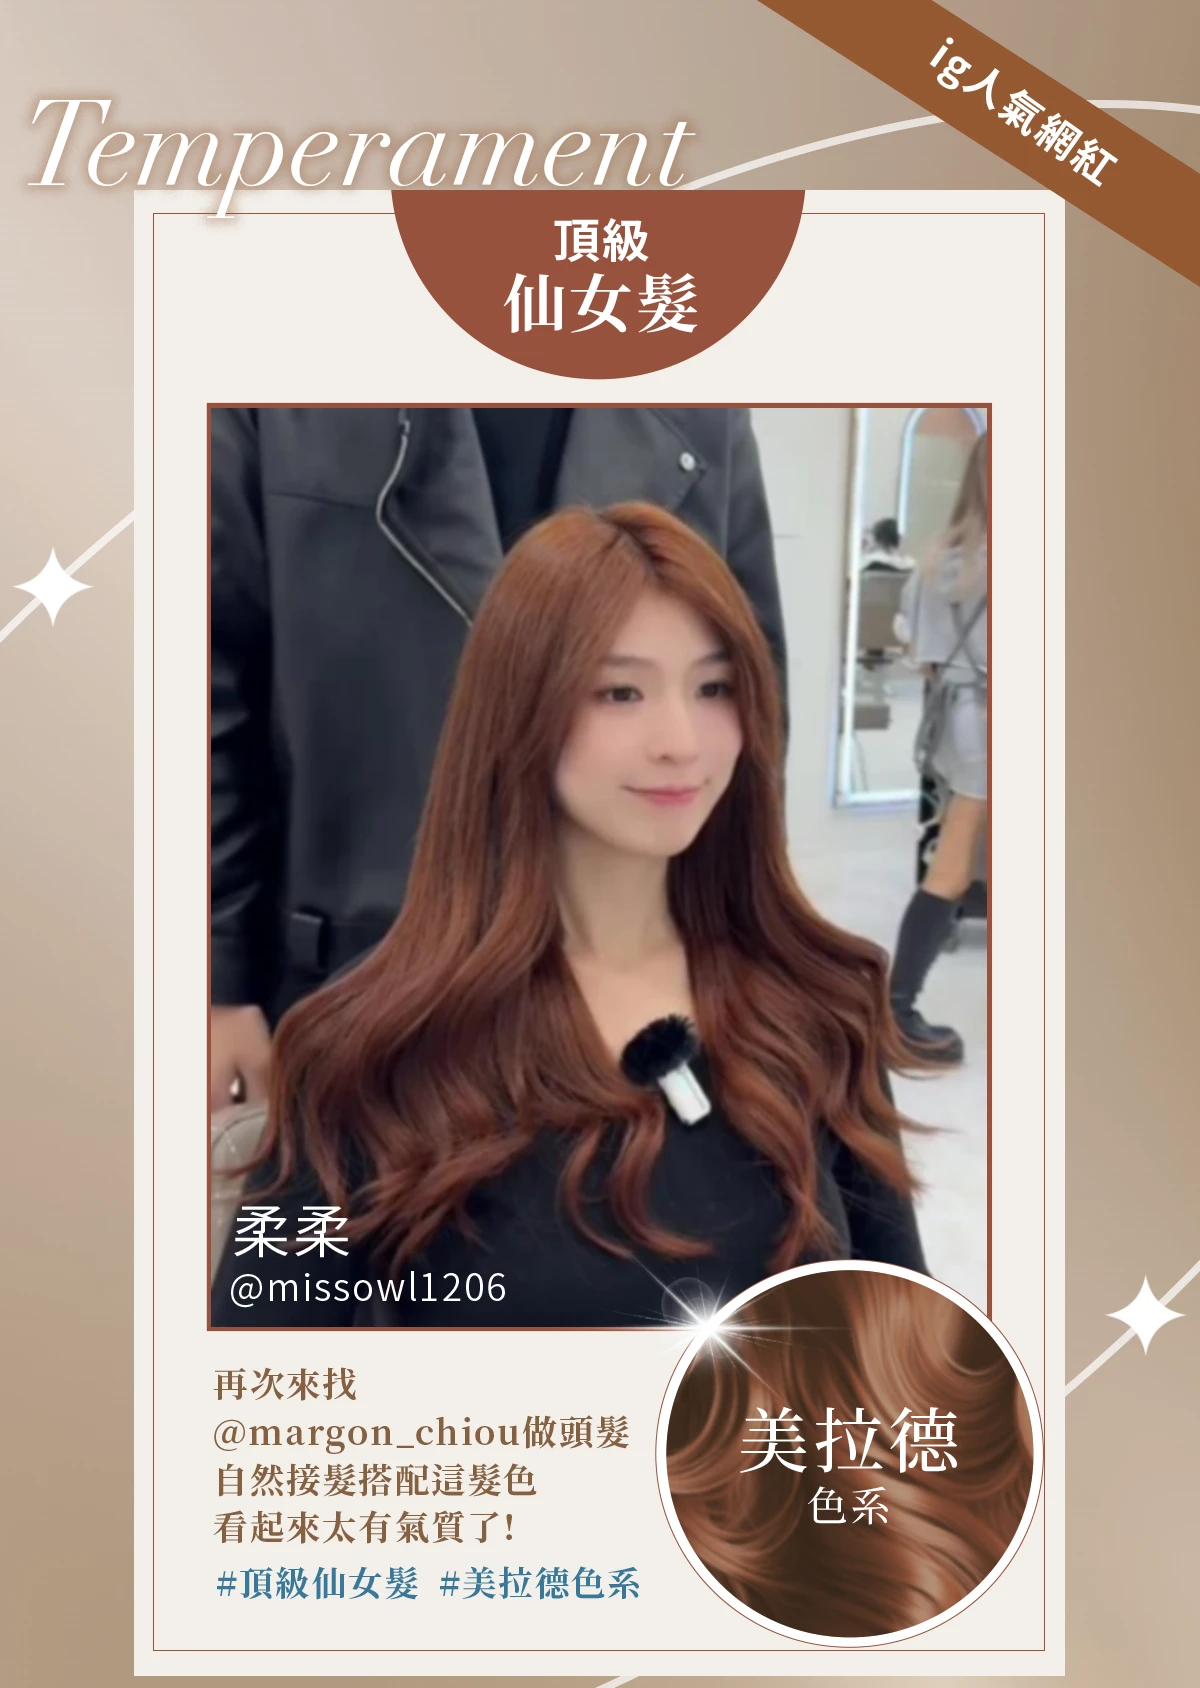 ig人氣網紅
Temperament
頂級
仙女髮
柔柔
@missowl1206
再次來找
@margon_chiou做頭髮
自然接髮搭配這髮色
看起來太有氣質了!
#頂級仙女髮 #美拉德色系
美拉德
色系